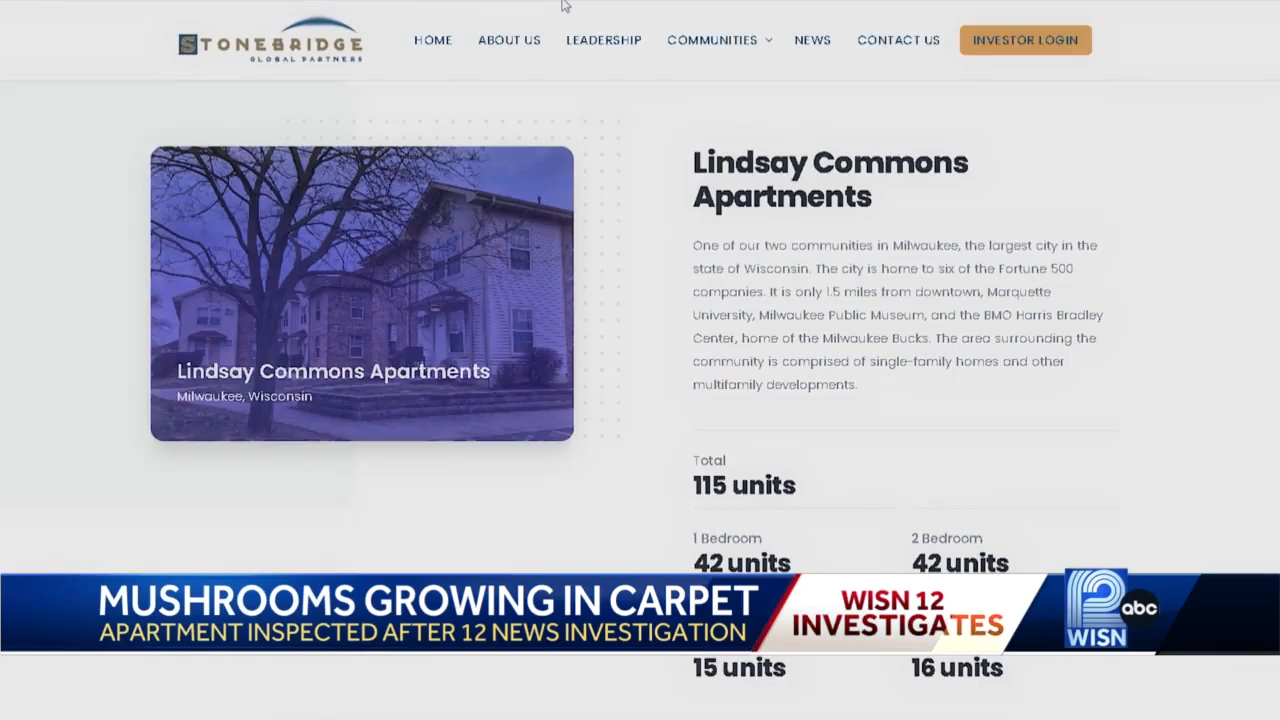 STONEBRIDGE
GLOBAL PARTNERS
HOME ABOUT US LEADERSHIP COMMUNITIES NEWS CONTACT US INVESTOR LOGIN
Lindsay Commons Apartments
Milwaukee, Wisconsin
Lindsay Commons
Apartments
One of our two communities in Milwaukee, the largest city in the
state of Wisconsin. The city is home to six of the Fortune 500
companies. It is only 1.5 miles from downtown, Marquette
University, Milwaukee Public Museum, and the BMO Harris Bradley
Center, home of the Milwaukee Bucks. The area surrounding the
community is comprised of single-family homes and other
multifamily developments.
Total
115 units
1 Bedroom
42 units
2 Bedroom
42 units
15 units
16 units
MUSHROOMS GROWING IN CARPET
APARTMENT INSPECTED AFTER 12 NEWS INVESTIGATION
WISN 12
INVESTIGATES
12
abc
WISN